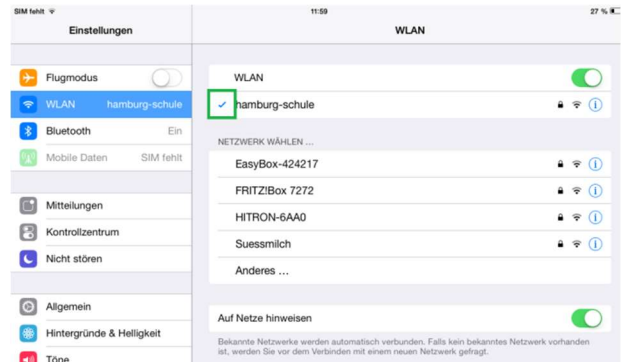 SIM fehlt 11:59 27 %
Einstellungen
WLAN
Flugmodus
WLAN hamburg-schule
Bluetooth Ein
Mobile Daten SIM fehlt
Mitteilungen
Kontrollzentrum
Nicht stören
Allgemein
Hintergründe & Helligkeit
Töne
WLAN
hamburg-schule
NETZWERK WÄHLEN ...
EasyBox-424217
FRITZ!Box 7272
HITRON-6AA0
Suessmilch
Anderes ...
Auf Netze hinweisen
Bekannte Netzwerke werden automatisch verbunden. Falls kein bekanntes Netzwerk vorhanden
ist, werden Sie vor dem Verbinden mit einem neuen Netzwerk gefragt.